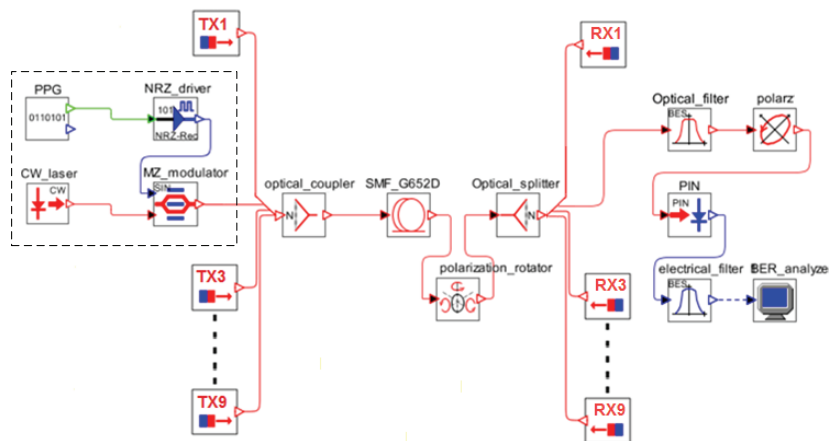 TX1
RX1
PPG
0110101
NRZ_driver
101
NRZ-Rec
Optical_filter
BES
polarz
CW_laser
CW
MZ_modulator
SIN
optical_coupler
N
SMF_G652D
Optical_splitter
N
PIN
PIN
TX3
polarization_rotator
RX3
electrical_filter
BES
BER_analyze
TX9
RX9